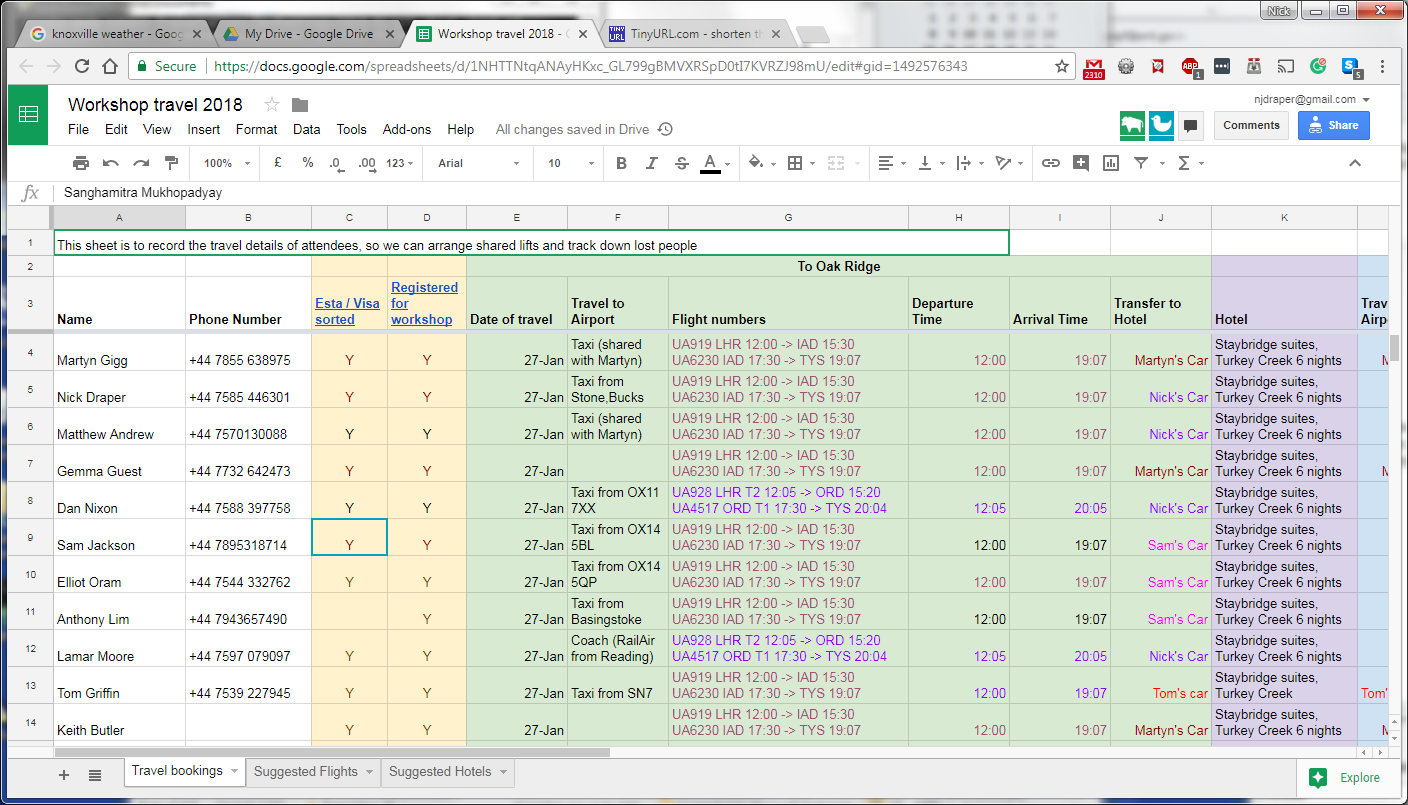 Nick
knoxville weather - Goog
My Drive - Google Drive
Workshop travel 2018 - G
TinyURL.com - shorten th
Secure
https://docs.google.com/spreadsheets/d/1NHTTNtqANAyHKxc_GL799gBMVXRSpD0tI7KVRZJ98mU/edit#gid=1492576343
2310
ABP
1
5
Workshop travel 2018
njdraper@gmail.com
File Edit View Insert Format Data Tools Add-ons Help All changes saved in Drive
Comments
Share
100% £ % .0 .00 123 Arial 10 B I S A
fx Sanghamitra Mukhopadyay
A B C D E F G H I J K
1 This sheet is to record the travel details of attendees, so we can arrange shared lifts and track down lost people
2 To Oak Ridge
3 Name Phone Number Esta / Visa sorted Registered for workshop Date of travel Travel to Airport Flight numbers Departure Time Arrival Time Transfer to Hotel Hotel Trav Airp
4 Martyn Gigg +44 7855 638975 Y Y 27-Jan Taxi (shared with Martyn) UA919 LHR 12:00 -> IAD 15:30 UA6230 IAD 17:30 -> TYS 19:07 12:00 19:07 Martyn's Car Staybridge suites, Turkey Creek 6 nights
5 Nick Draper +44 7585 446301 Y Y 27-Jan Taxi from Stone,Bucks UA919 LHR 12:00 -> IAD 15:30 UA6230 IAD 17:30 -> TYS 19:07 12:00 19:07 Nick's Car Staybridge suites, Turkey Creek 6 nights
6 Matthew Andrew +44 7570130088 Y Y 27-Jan Taxi (shared with Martyn) UA919 LHR 12:00 -> IAD 15:30 UA6230 IAD 17:30 -> TYS 19:07 12:00 19:07 Nick's Car Staybridge suites, Turkey Creek 6 nights
7 Gemma Guest +44 7732 642473 Y Y 27-Jan UA919 LHR 12:00 -> IAD 15:30 UA6230 IAD 17:30 -> TYS 19:07 12:00 19:07 Martyn's Car Staybridge suites, Turkey Creek 6 nights
8 Dan Nixon +44 7588 397758 Y Y 27-Jan Taxi from OX11 7XX UA928 LHR T2 12:05 -> ORD 15:20 UA4517 ORD T1 17:30 -> TYS 20:04 12:05 20:05 Nick's Car Staybridge suites, Turkey Creek 6 nights
9 Sam Jackson +44 7895318714 Y Y 27-Jan Taxi from OX14 5BL UA919 LHR 12:00 -> IAD 15:30 UA6230 IAD 17:30 -> TYS 19:07 12:00 19:07 Sam's Car Staybridge suites, Turkey Creek 6 nights
10 Elliot Oram +44 7544 332762 Y Y 27-Jan Taxi from OX14 5QP UA919 LHR 12:00 -> IAD 15:30 UA6230 IAD 17:30 -> TYS 19:07 12:00 19:07 Sam's Car Staybridge suites, Turkey Creek 6 nights
11 Anthony Lim +44 7943657490 Y 27-Jan Taxi from Basingstoke UA919 LHR 12:00 -> IAD 15:30 UA6230 IAD 17:30 -> TYS 19:07 12:00 19:07 Sam's Car Staybridge suites, Turkey Creek 6 nights
12 Lamar Moore +44 7597 079097 Y Y 27-Jan Coach (RailAir from Reading) UA928 LHR T2 12:05 -> ORD 15:20 UA4517 ORD T1 17:30 -> TYS 20:04 12:05 20:05 Nick's Car Staybridge suites, Turkey Creek 6 nights
13 Tom Griffin +44 7539 227945 Y Y 27-Jan Taxi from SN7 UA919 LHR 12:00 -> IAD 15:30 UA6230 IAD 17:30 -> TYS 19:07 12:00 19:07 Tom's car Staybridge suites, Turkey Creek Tom'
14 Keith Butler Y Y 27-Jan UA919 LHR 12:00 -> IAD 15:30 UA6230 IAD 17:30 -> TYS 19:07 12:00 19:07 Martyn's Car Staybridge suites, Turkey Creek 6 nights
Travel bookings Suggested Flights Suggested Hotels
Explore